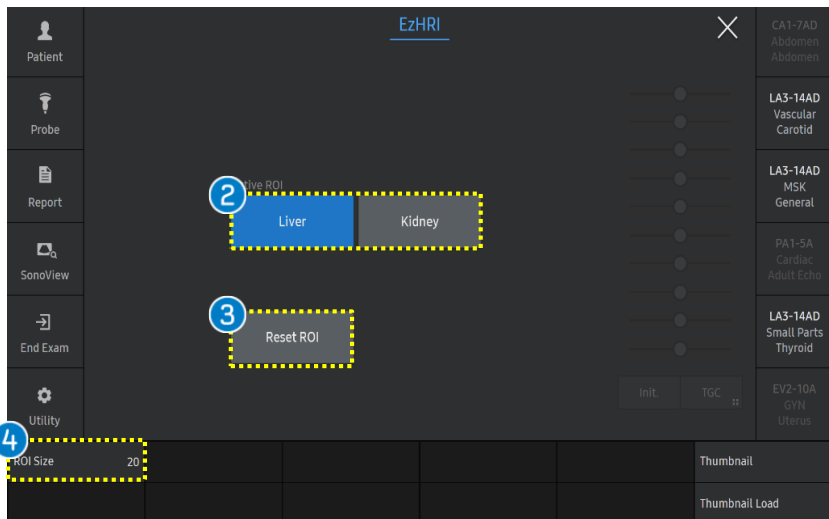 EzHRI
Patient
Probe
Report
SonoView
End Exam
Utility
2
tive ROI
Liver
Kidney
3
Reset ROI
Init.
TGC
CA1-7AD
Abdomen
Abdomen
LA3-14AD
Vascular
Carotid
LA3-14AD
MSK
General
PA1-5A
Cardiac
Adult Echo
LA3-14AD
Small Parts
Thyroid
EV2-10A
GYN
Uterus
4
ROI Size 20
Thumbnail
Thumbnail Load